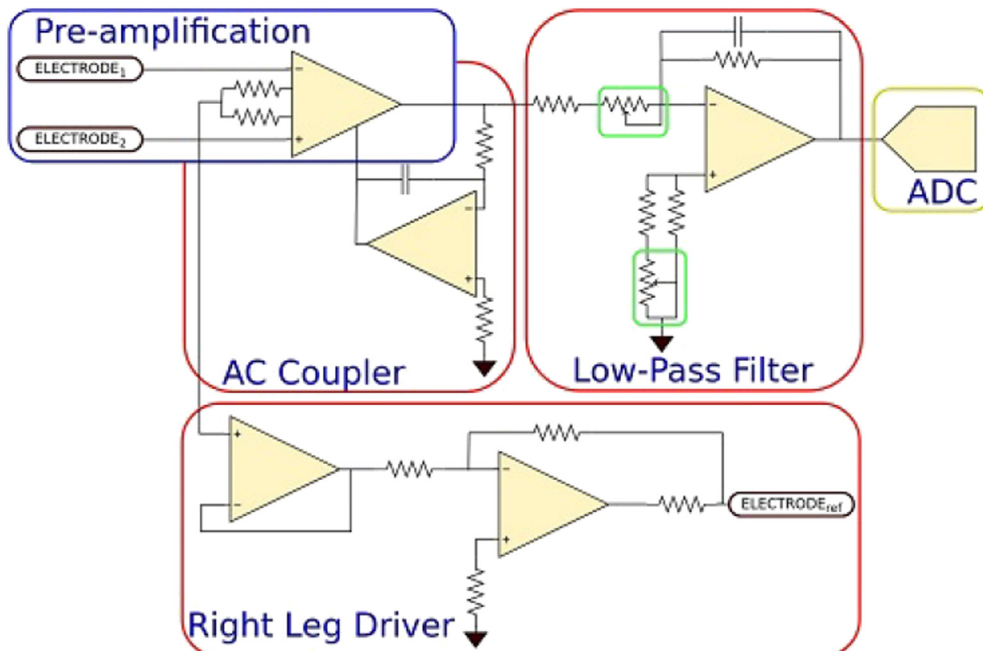 Pre-amplification
ELECTRODE₁
ELECTRODE₂
AC Coupler
Low-Pass Filter
ADC
Right Leg Driver
ELECTRODEref